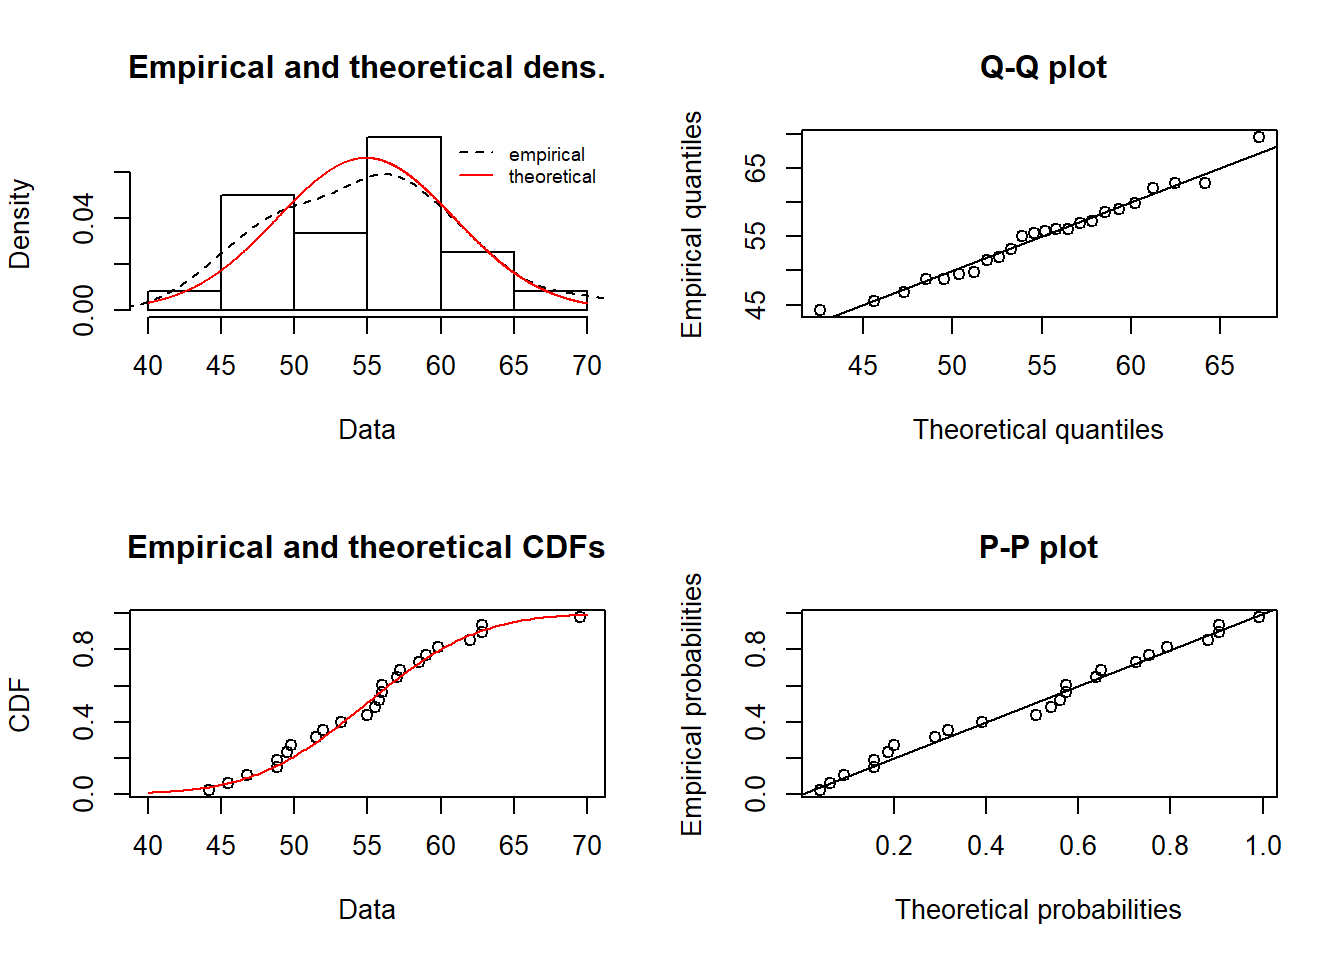 Empirical and theoretical dens.
Density
0.00
0.04
empirical
theoretical
40 45 50 55 60 65 70
Data
Q-Q plot
Empirical quantiles
45
55
65
45 50 55 60 65
Theoretical quantiles
Empirical and theoretical CDFs
CDF
0.0
0.4
0.8
40 45 50 55 60 65 70
Data
P-P plot
Empirical probabilities
0.0
0.4
0.8
0.2 0.4 0.6 0.8 1.0
Theoretical probabilities